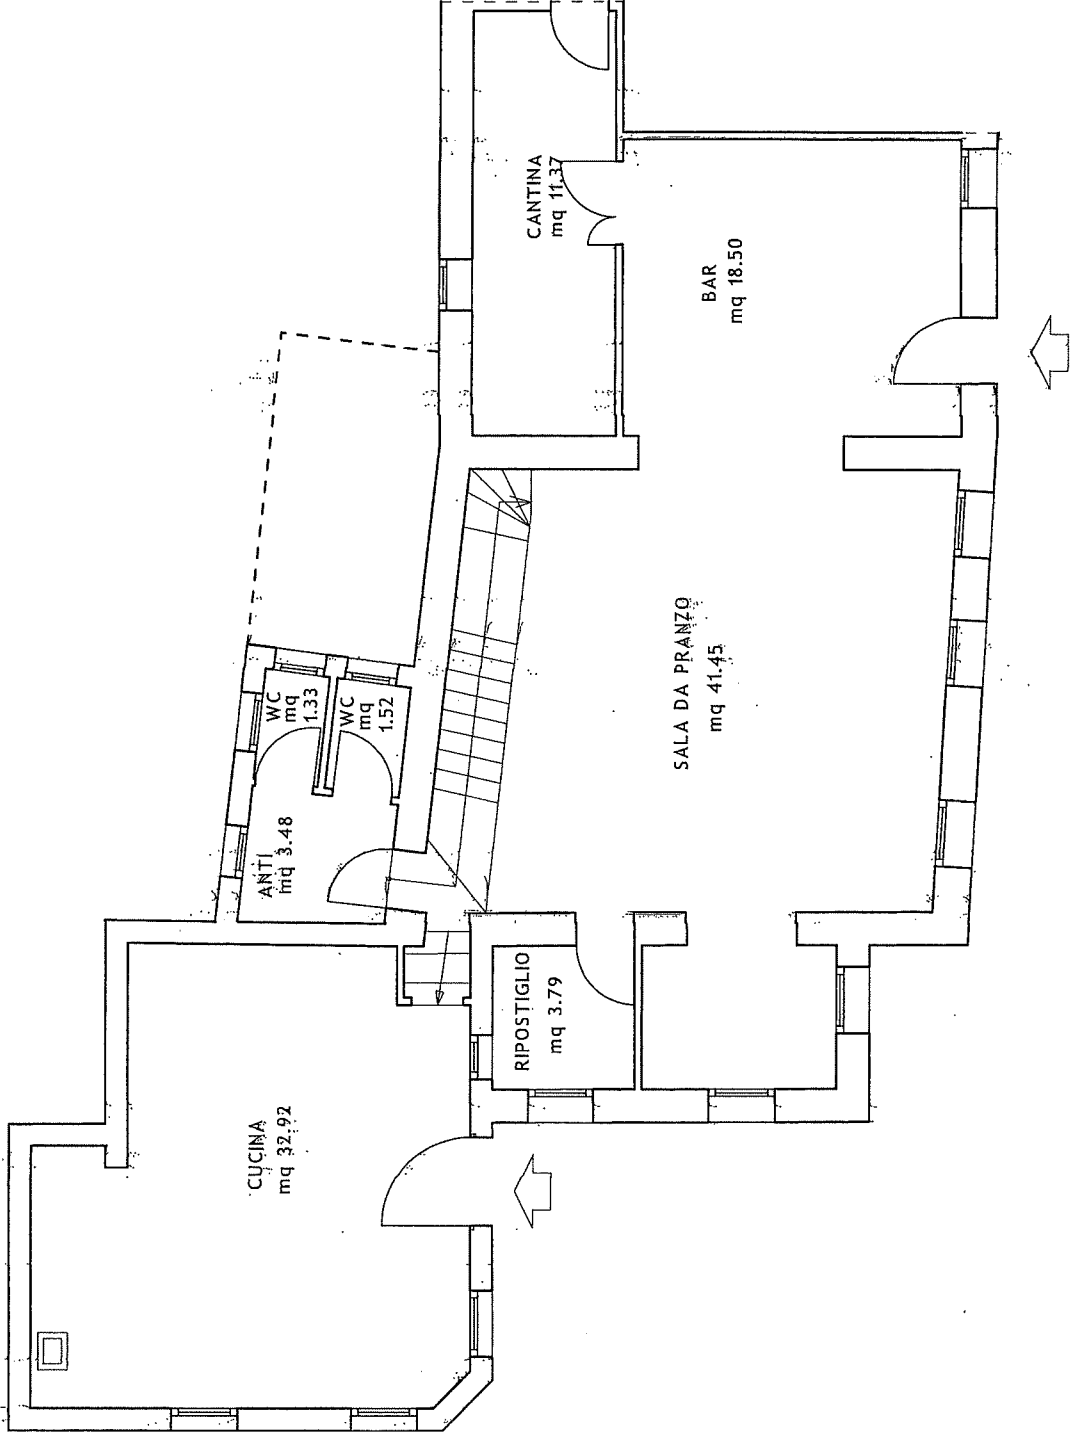 CANTINA
mq 11.37
BAR
mq 18.50
SALA DA PRANZO
mq 41.45
WC
mq
1.33
WC
mq
1.52
ANTI
mq 3.48
RIPOSTIGLIO
mq 3.79
CUCINA
mq 32.92